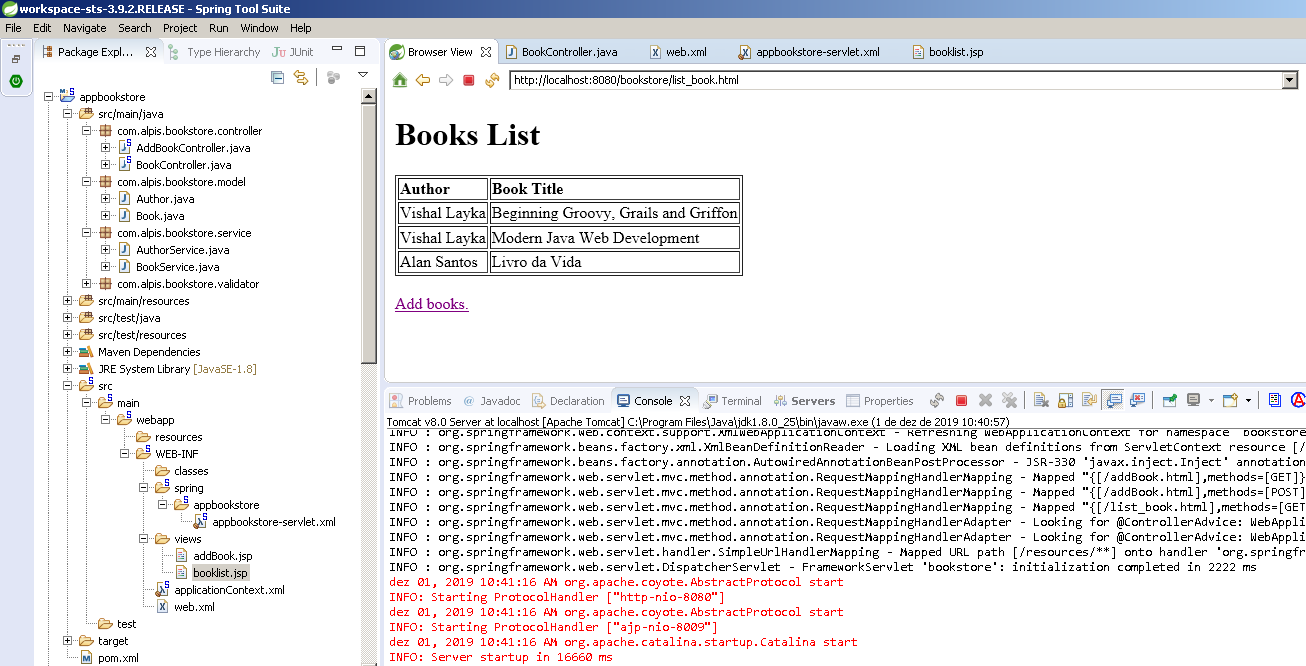 workspace-sts-3.9.2.RELEASE - Spring Tool Suite
File Edit Navigate Search Project Run Window Help
Package Expl... Type Hierarchy JUnit
appbookstore
src/main/java
com.alpis.bookstore.controller
AddBookController.java
BookController.java
com.alpis.bookstore.model
Author.java
Book.java
com.alpis.bookstore.service
AuthorService.java
BookService.java
com.alpis.bookstore.validator
src/main/resources
src/test/java
src/test/resources
Maven Dependencies
JRE System Library [JavaSE-1.8]
src
main
webapp
resources
WEB-INF
classes
spring
appbookstore
appbookstore-servlet.xml
views
addBook.jsp
booklist.jsp
applicationContext.xml
web.xml
test
target
pom.xml
Browser View BookController.java web.xml appbookstore-servlet.xml booklist.jsp
http://localhost:8080/bookstore/list_book.html
Books List
Author Book Title
Vishal Layka Beginning Groovy, Grails and Griffon
Vishal Layka Modern Java Web Development
Alan Santos Livro da Vida
Add books.
Problems Javadoc Declaration Console Terminal Servers Properties
Tomcat v8.0 Server at localhost [Apache Tomcat] C:\Program Files\Java\jdk1.8.0_25\bin\javaw.exe (1 de dez de 2019 10:40:57)
INFO : org.springframework.web.context.support.XmlWebApplicationContext - Refreshing WebApplicationContext for namespace 'bookstore
INFO : org.springframework.beans.factory.xml.XmlBeanDefinitionReader - Loading XML bean definitions from ServletContext resource [/
INFO : org.springframework.beans.factory.annotation.AutowiredAnnotationBeanPostProcessor - JSR-330 'javax.inject.Inject' annotation
INFO : org.springframework.web.servlet.mvc.method.annotation.RequestMappingHandlerMapping - Mapped "{[/addBook.html],methods=[GET]}
INFO : org.springframework.web.servlet.mvc.method.annotation.RequestMappingHandlerMapping - Mapped "{[/addBook.html],methods=[POST]
INFO : org.springframework.web.servlet.mvc.method.annotation.RequestMappingHandlerMapping - Mapped "{[/list_book.html],methods=[GET
INFO : org.springframework.web.servlet.mvc.method.annotation.RequestMappingHandlerAdapter - Looking for @ControllerAdvice: WebAppli
INFO : org.springframework.web.servlet.mvc.method.annotation.RequestMappingHandlerAdapter - Looking for @ControllerAdvice: WebAppli
INFO : org.springframework.web.servlet.handler.SimpleUrlHandlerMapping - Mapped URL path [/resources/**] onto handler 'org.springfr
INFO : org.springframework.web.servlet.DispatcherServlet - FrameworkServlet 'bookstore': initialization completed in 2222 ms
dez 01, 2019 10:41:16 AM org.apache.coyote.AbstractProtocol start
INFO: Starting ProtocolHandler ["http-nio-8080"]
dez 01, 2019 10:41:16 AM org.apache.coyote.AbstractProtocol start
INFO: Starting ProtocolHandler ["ajp-nio-8009"]
dez 01, 2019 10:41:16 AM org.apache.catalina.startup.Catalina start
INFO: Server startup in 16660 ms